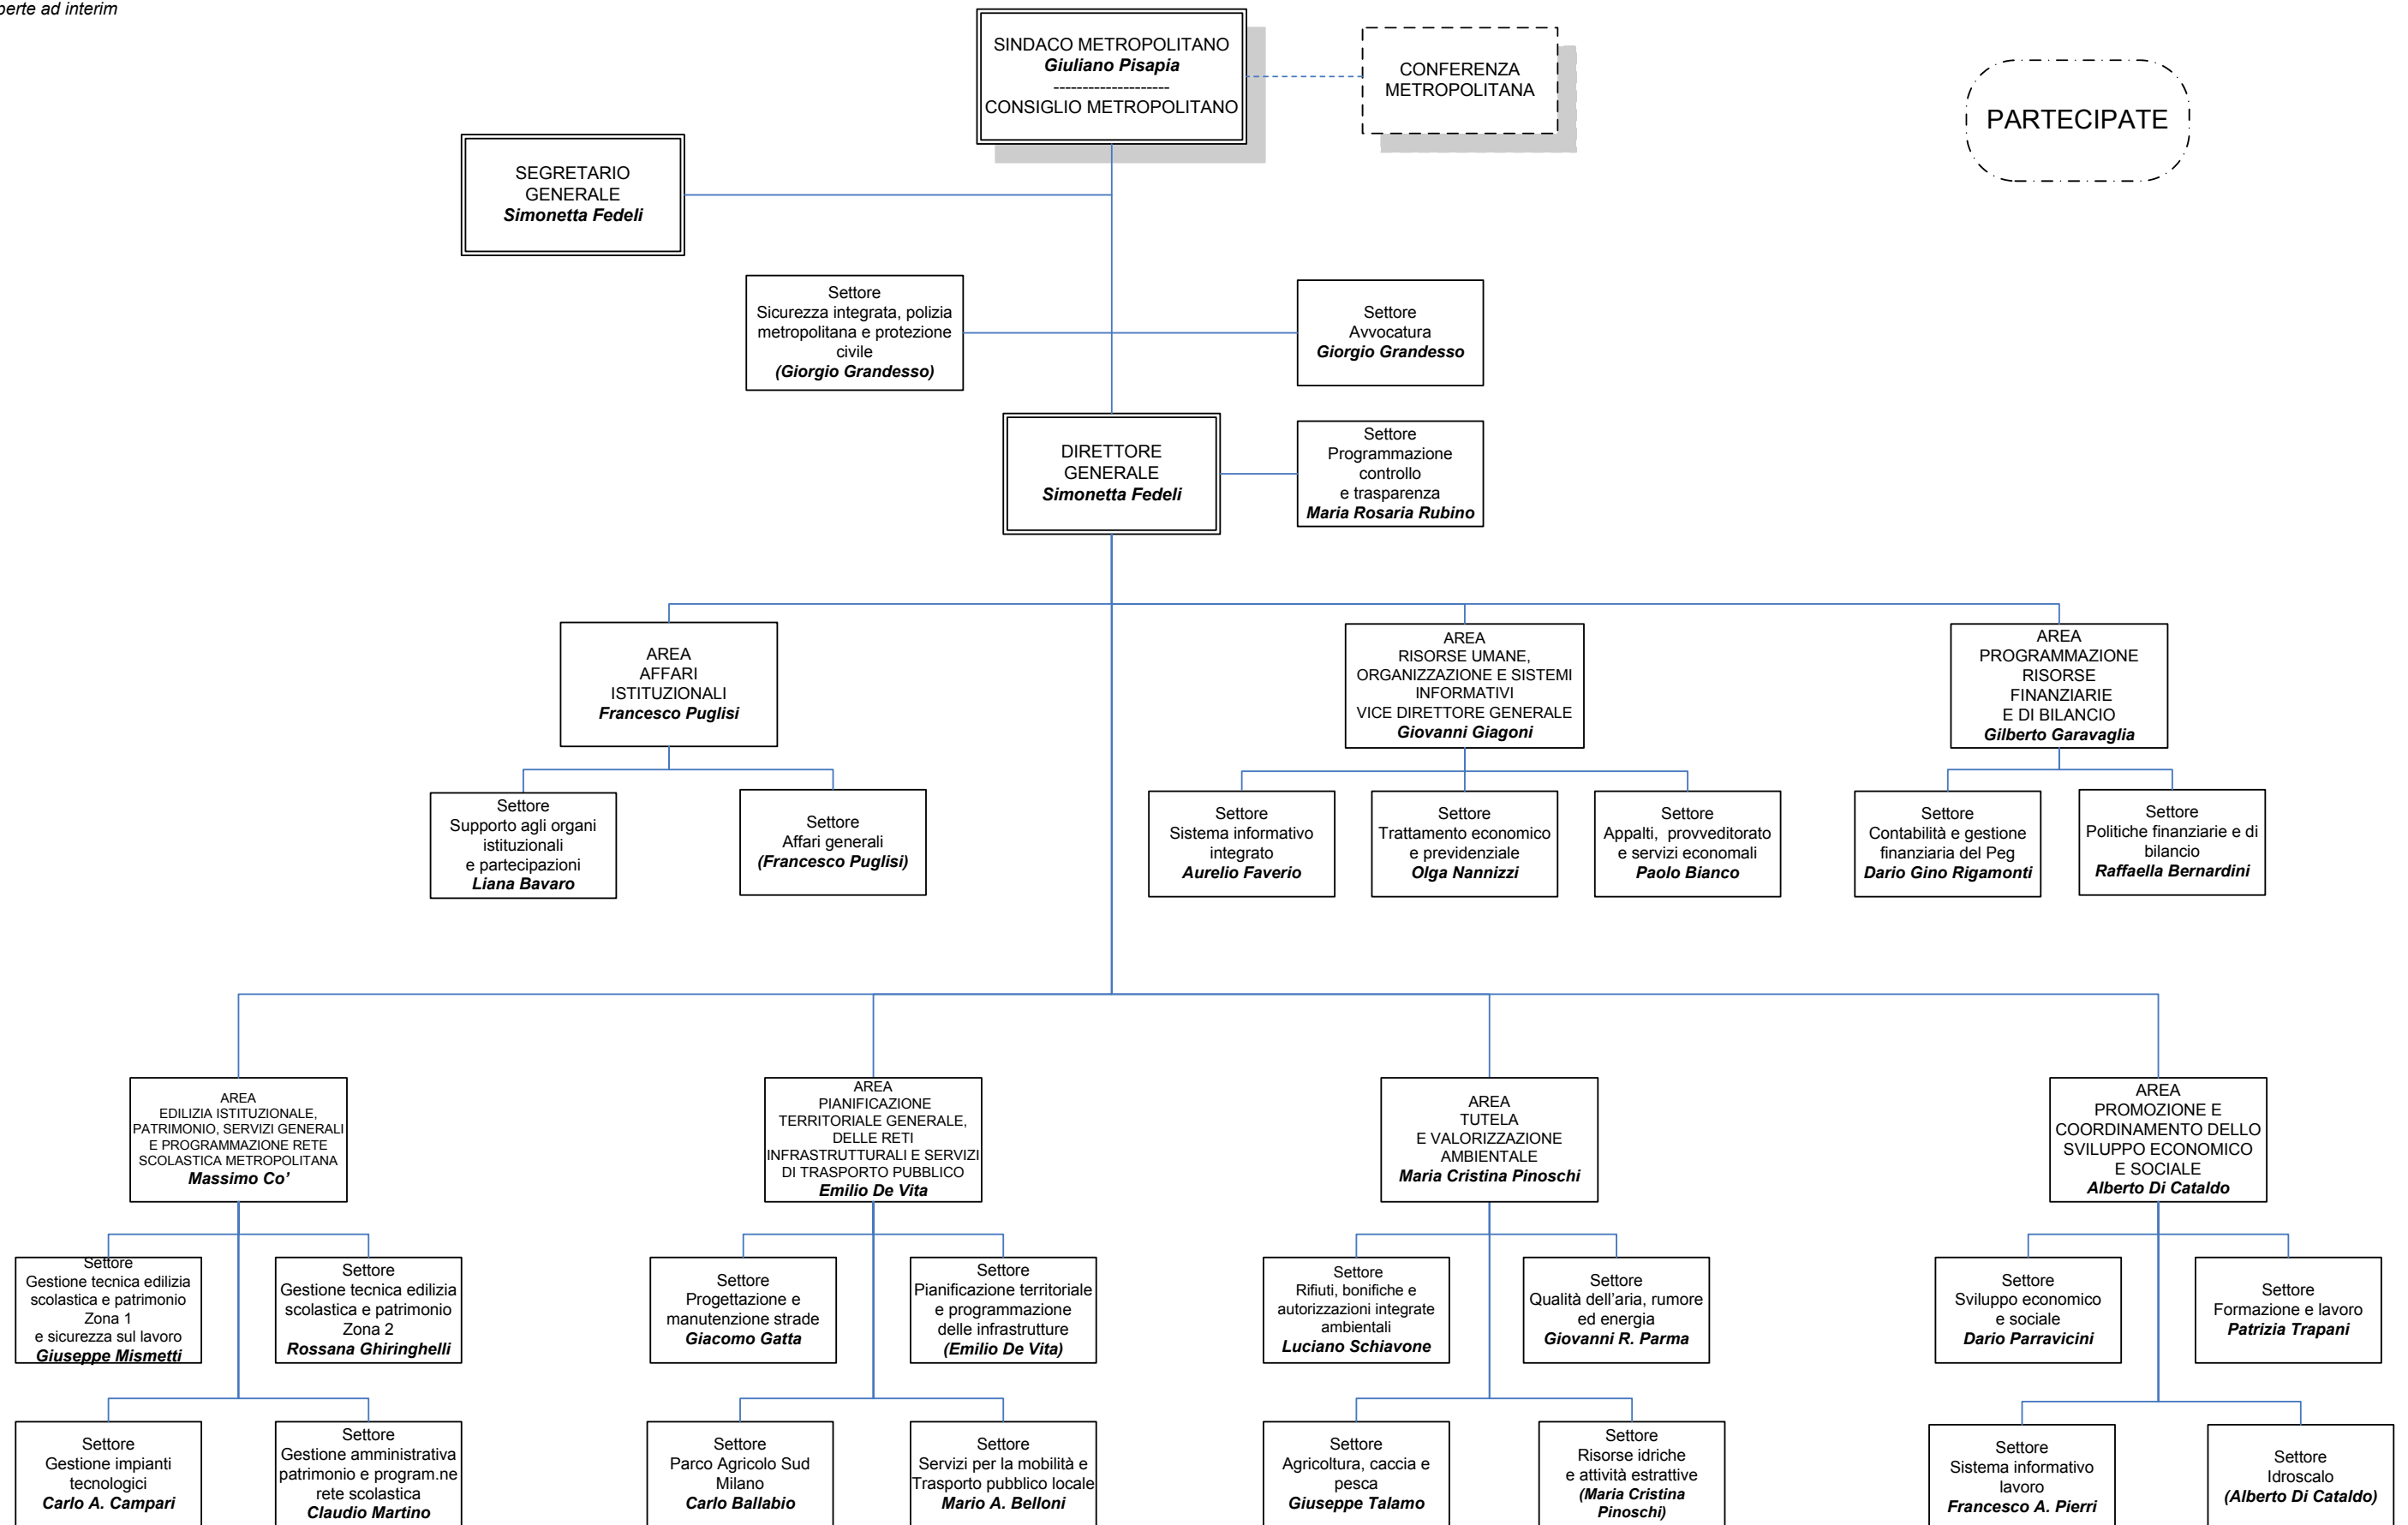 perte ad interim
SINDACO METROPOLITANO
Giuliano Pisapia
--------------------
CONSIGLIO METROPOLITANO
CONFERENZA
METROPOLITANA
PARTECIPATE
SEGRETARIO
GENERALE
Simonetta Fedeli
Settore
Sicurezza integrata, polizia
metropolitana e protezione
civile
(Giorgio Grandesso)
Settore
Avvocatura
Giorgio Grandesso
DIRETTORE
GENERALE
Simonetta Fedeli
Settore
Programmazione
controllo
e trasparenza
Maria Rosaria Rubino
AREA
AFFARI
ISTITUZIONALI
Francesco Puglisi
AREA
RISORSE UMANE,
ORGANIZZAZIONE E SISTEMI
INFORMATIVI
VICE DIRETTORE GENERALE
Giovanni Giagoni
AREA
PROGRAMMAZIONE
RISORSE
FINANZIARIE
E DI BILANCIO
Gilberto Garavaglia
Settore
Supporto agli organi
istituzionali
e partecipazioni
Liana Bavaro
Settore
Affari generali
(Francesco Puglisi)
Settore
Sistema informativo
integrato
Aurelio Faverio
Settore
Trattamento economico
e previdenziale
Olga Nannizzi
Settore
Appalti, provveditorato
e servizi economali
Paolo Bianco
Settore
Contabilità e gestione
finanziaria del Peg
Dario Gino Rigamonti
Settore
Politiche finanziarie e di
bilancio
Raffaella Bernardini
AREA
EDILIZIA ISTITUZIONALE,
PATRIMONIO, SERVIZI GENERALI
E PROGRAMMAZIONE RETE
SCOLASTICA METROPOLITANA
Massimo Co'
AREA
PIANIFICAZIONE
TERRITORIALE GENERALE,
DELLE RETI
INFRASTRUTTURALI E SERVIZI
DI TRASPORTO PUBBLICO
Emilio De Vita
AREA
TUTELA
E VALORIZZAZIONE
AMBIENTALE
Maria Cristina Pinoschi
AREA
PROMOZIONE E
COORDINAMENTO DELLO
SVILUPPO ECONOMICO
E SOCIALE
Alberto Di Cataldo
Settore
Gestione tecnica edilizia
scolastica e patrimonio
Zona 1
e sicurezza sul lavoro
Giuseppe Mismetti
Settore
Gestione tecnica edilizia
scolastica e patrimonio
Zona 2
Rossana Ghiringhelli
Settore
Progettazione e
manutenzione strade
Giacomo Gatta
Settore
Pianificazione territoriale
e programmazione
delle infrastrutture
(Emilio De Vita)
Settore
Rifiuti, bonifiche e
autorizzazioni integrate
ambientali
Luciano Schiavone
Settore
Qualità dell'aria, rumore
ed energia
Giovanni R. Parma
Settore
Sviluppo economico
e sociale
Dario Parravicini
Settore
Formazione e lavoro
Patrizia Trapani
Settore
Gestione impianti
tecnologici
Carlo A. Campari
Settore
Gestione amministrativa
patrimonio e program.ne
rete scolastica
Claudio Martino
Settore
Parco Agricolo Sud
Milano
Carlo Ballabio
Settore
Servizi per la mobilità e
Trasporto pubblico locale
Mario A. Belloni
Settore
Agricoltura, caccia e
pesca
Giuseppe Talamo
Settore
Risorse idriche
e attività estrattive
(Maria Cristina
Pinoschi)
Settore
Sistema informativo
lavoro
Francesco A. Pierri
Settore
Idroscalo
(Alberto Di Cataldo)